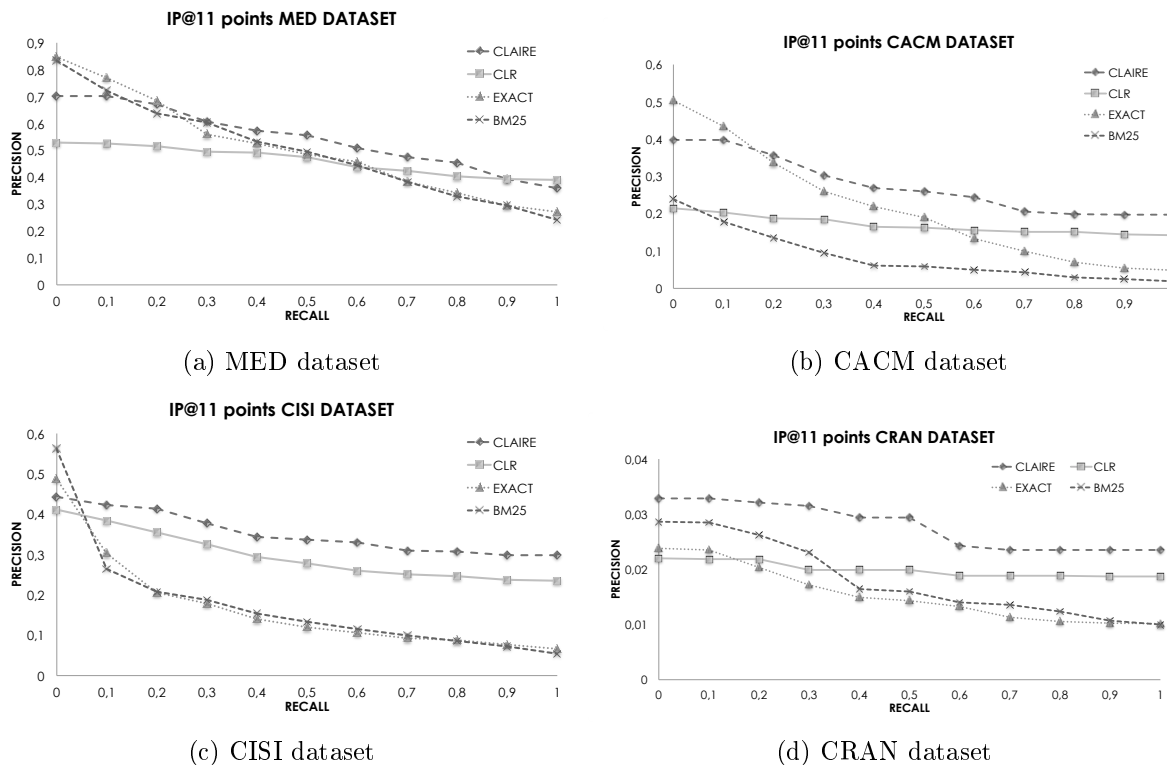 IP@11 points MED DATASET
0,9
0,8
0,7
0,6
0,5
0,4
0,3
0,2
0,1
0
PRECISION
CLAIRE
CLR
EXACT
BM25
0 0,1 0,2 0,3 0,4 0,5 0,6 0,7 0,8 0,9 1
RECALL
(a) MED dataset
IP@11 points CACM DATASET
0,6
0,5
0,4
0,3
0,2
0,1
0
PRECISION
CLAIRE
CLR
EXACT
BM25
0 0,1 0,2 0,3 0,4 0,5 0,6 0,7 0,8 0,9
RECALL
(b) CACM dataset
IP@11 points CISI DATASET
0,6
0,5
0,4
0,3
0,2
0,1
0
PRECISION
CLAIRE
CLR
EXACT
BM25
0 0,1 0,2 0,3 0,4 0,5 0,6 0,7 0,8 0,9 1
RECALL
(c) CISI dataset
IP@11 points CRAN DATASET
0,04
0,03
0,02
0,01
0
PRECISION
CLAIRE CLR
EXACT BM25
0 0,1 0,2 0,3 0,4 0,5 0,6 0,7 0,8 0,9 1
RECALL
(d) CRAN dataset